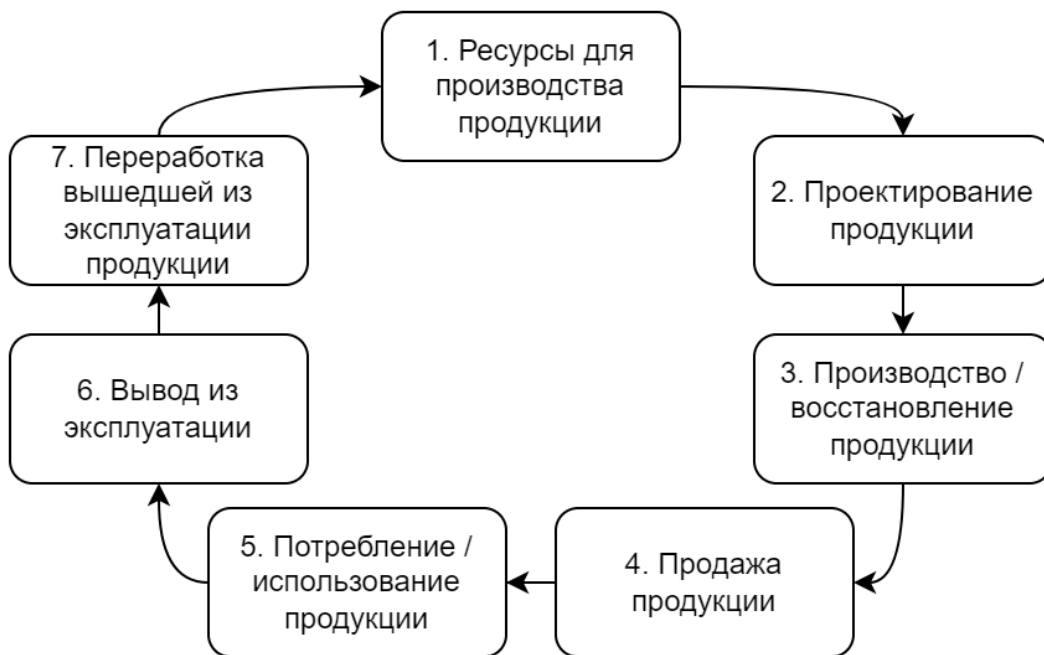 1. Ресурсы для
производства
продукции
2. Проектирование
продукции
3. Производство /
восстановление
продукции
4. Продажа
продукции
5. Потребление /
использование
продукции
6. Вывод из
эксплуатации
7. Переработка
вышедшей из
эксплуатации
продукции